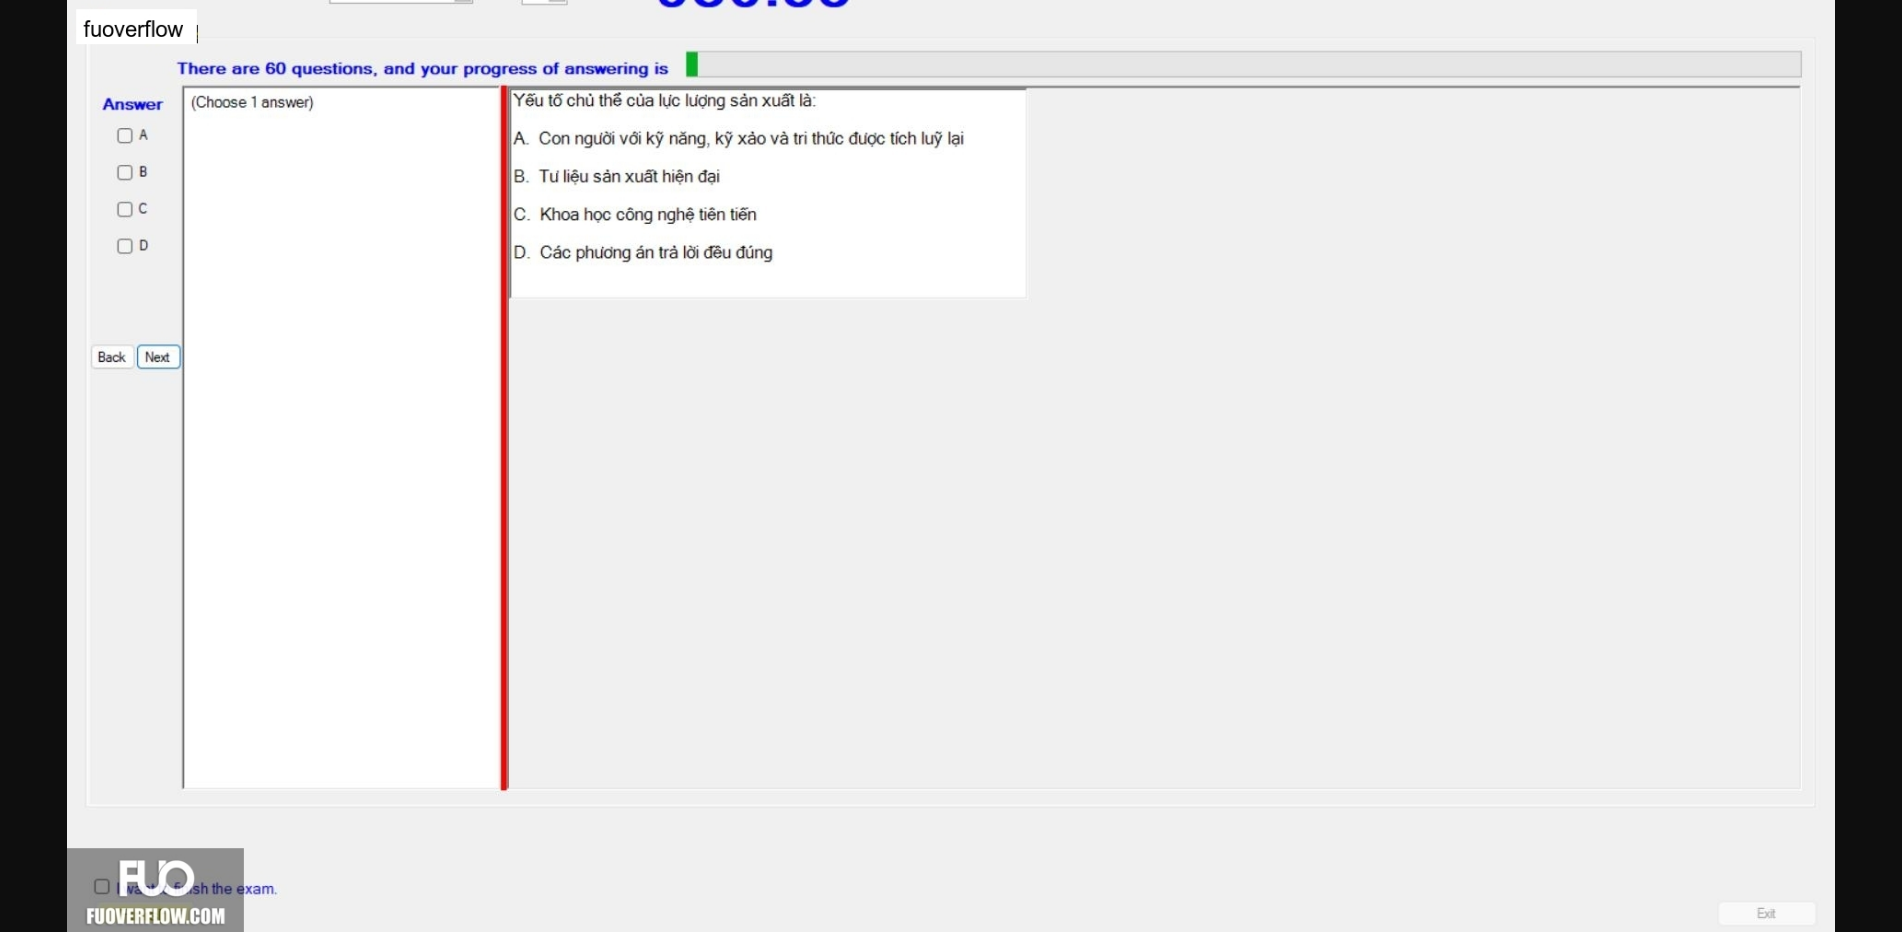 fuoverflow
There are 60 questions, and your progress of answering is
Answer
(Choose 1 answer)
A
B
C
D
Back
Next
Yếu tố chủ thể của lực lượng sản xuất là:
A. Con người với kỹ năng, kỹ xảo và tri thức được tích luỹ lại
B. Tư liệu sản xuất hiện đại
C. Khoa học công nghệ tiên tiến
D. Các phương án trả lời đều đúng
FUO
finish the exam.
FUOVERFLOW.COM
Exit